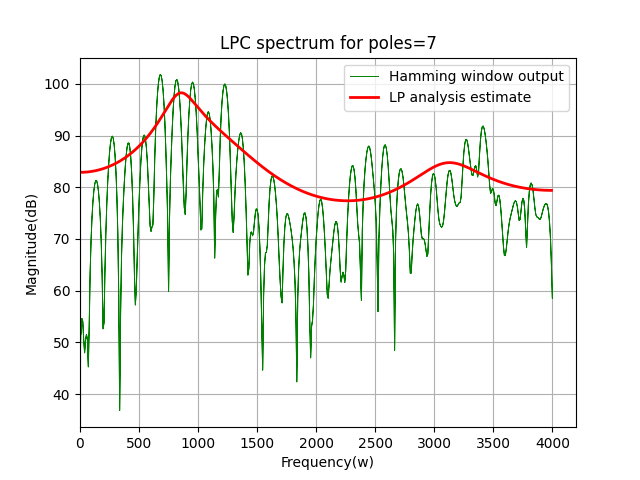 LPC spectrum for poles=7
Hamming window output
LP analysis estimate
Magnitude(dB)
100
90
80
70
60
50
40
0 500 1000 1500 2000 2500 3000 3500 4000
Frequency(w)